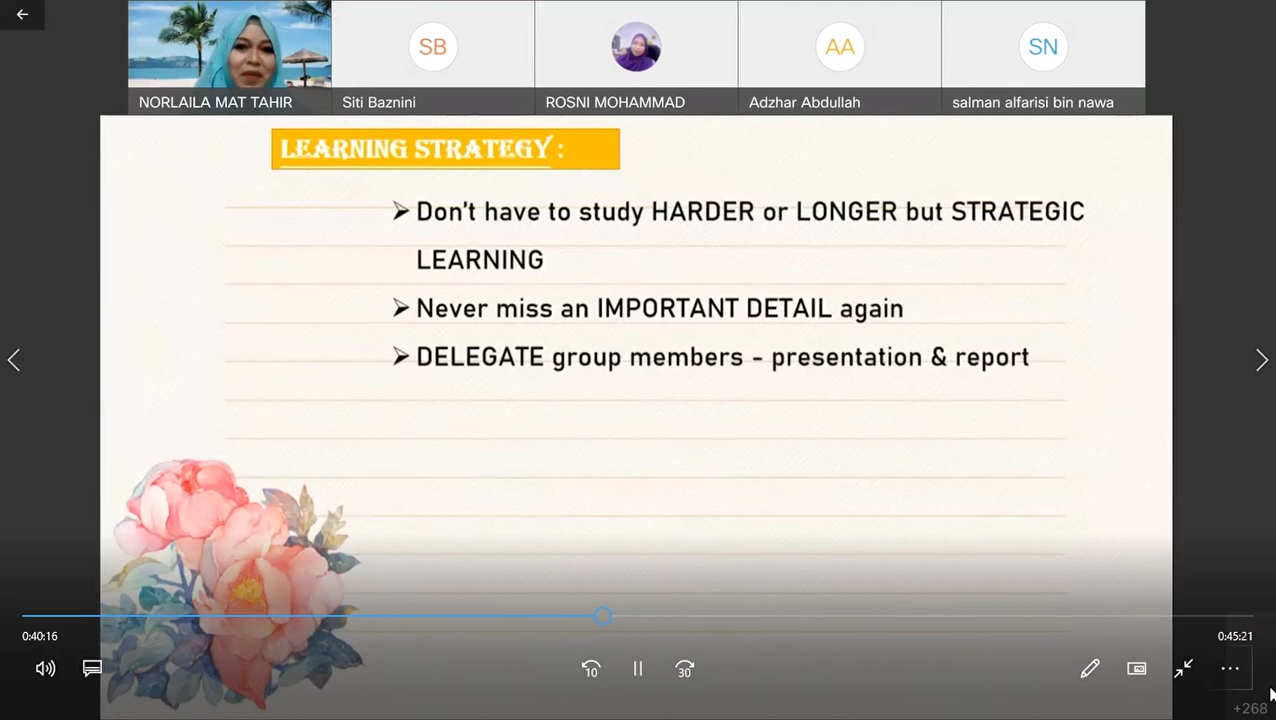 SB
AA
SN
NORLAILA MAT TAHIR
Siti Baznini
ROSNI MOHAMMAD
Adzhar Abdullah
salman alfarisi bin nawa
LEARNING STRATEGY :
➢ Don't have to study HARDER or LONGER but STRATEGIC
LEARNING
➢ Never miss an IMPORTANT DETAIL again
➢ DELEGATE group members - presentation & report
0:40:16
0:45:21
10
30
+268